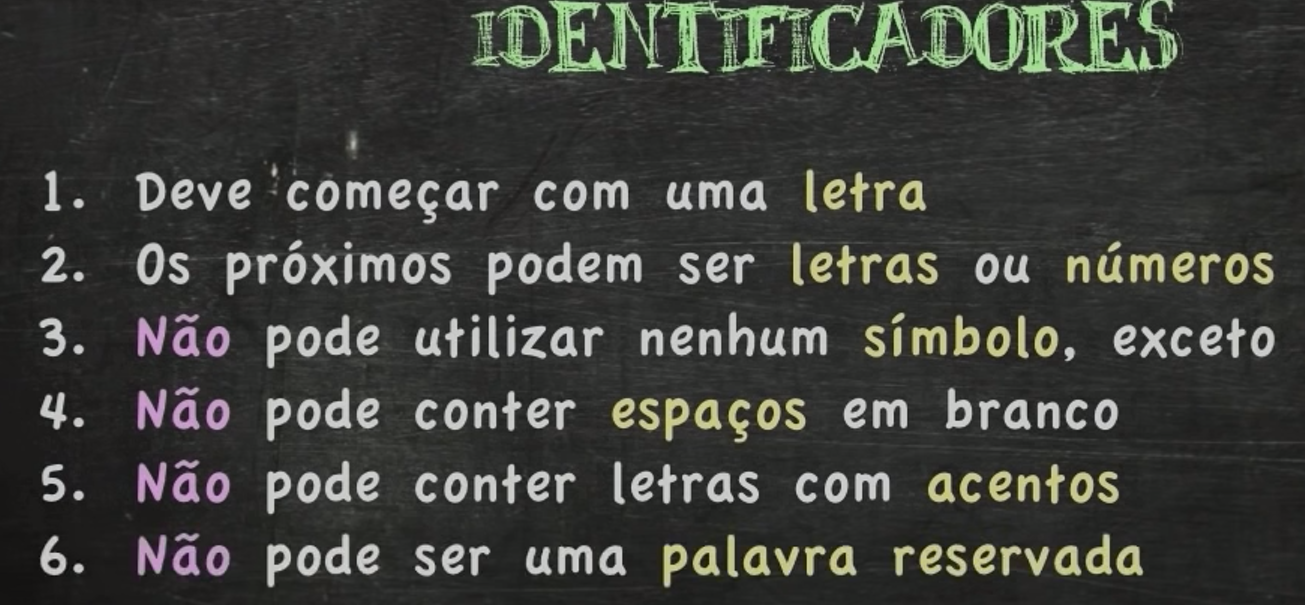 IDENTIFICADORES
1. Deve começar com uma letra
2. Os próximos podem ser letras ou números
3. Não pode utilizar nenhum símbolo, exceto
4. Não pode conter espaços em branco
5. Não pode conter letras com acentos
6. Não pode ser uma palavra reservada